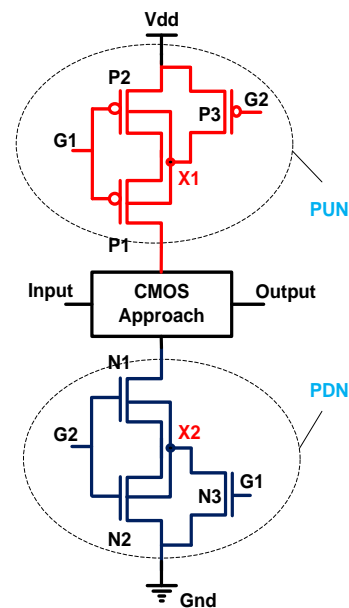 Vdd
P2
G2
P3
G1
X1
PUN
P1
Input
CMOS
Approach
Output
N1
PDN
G2
X2
G1
N3
N2
Gnd